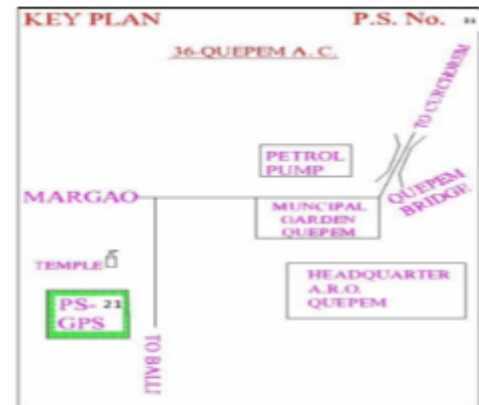 KEY PLAN
P.S. No.
36-QUEPEM A. C.
TO CURCHOREM
PETROL
PUMP
QUEPEM
BRIDGE
MARGAO
MUNCIPAL
GARDEN
QUEPEM
TEMPLE
HEADQUARTER
A.R.O.
QUEPEM
PS- 21
GPS
TO BALLI